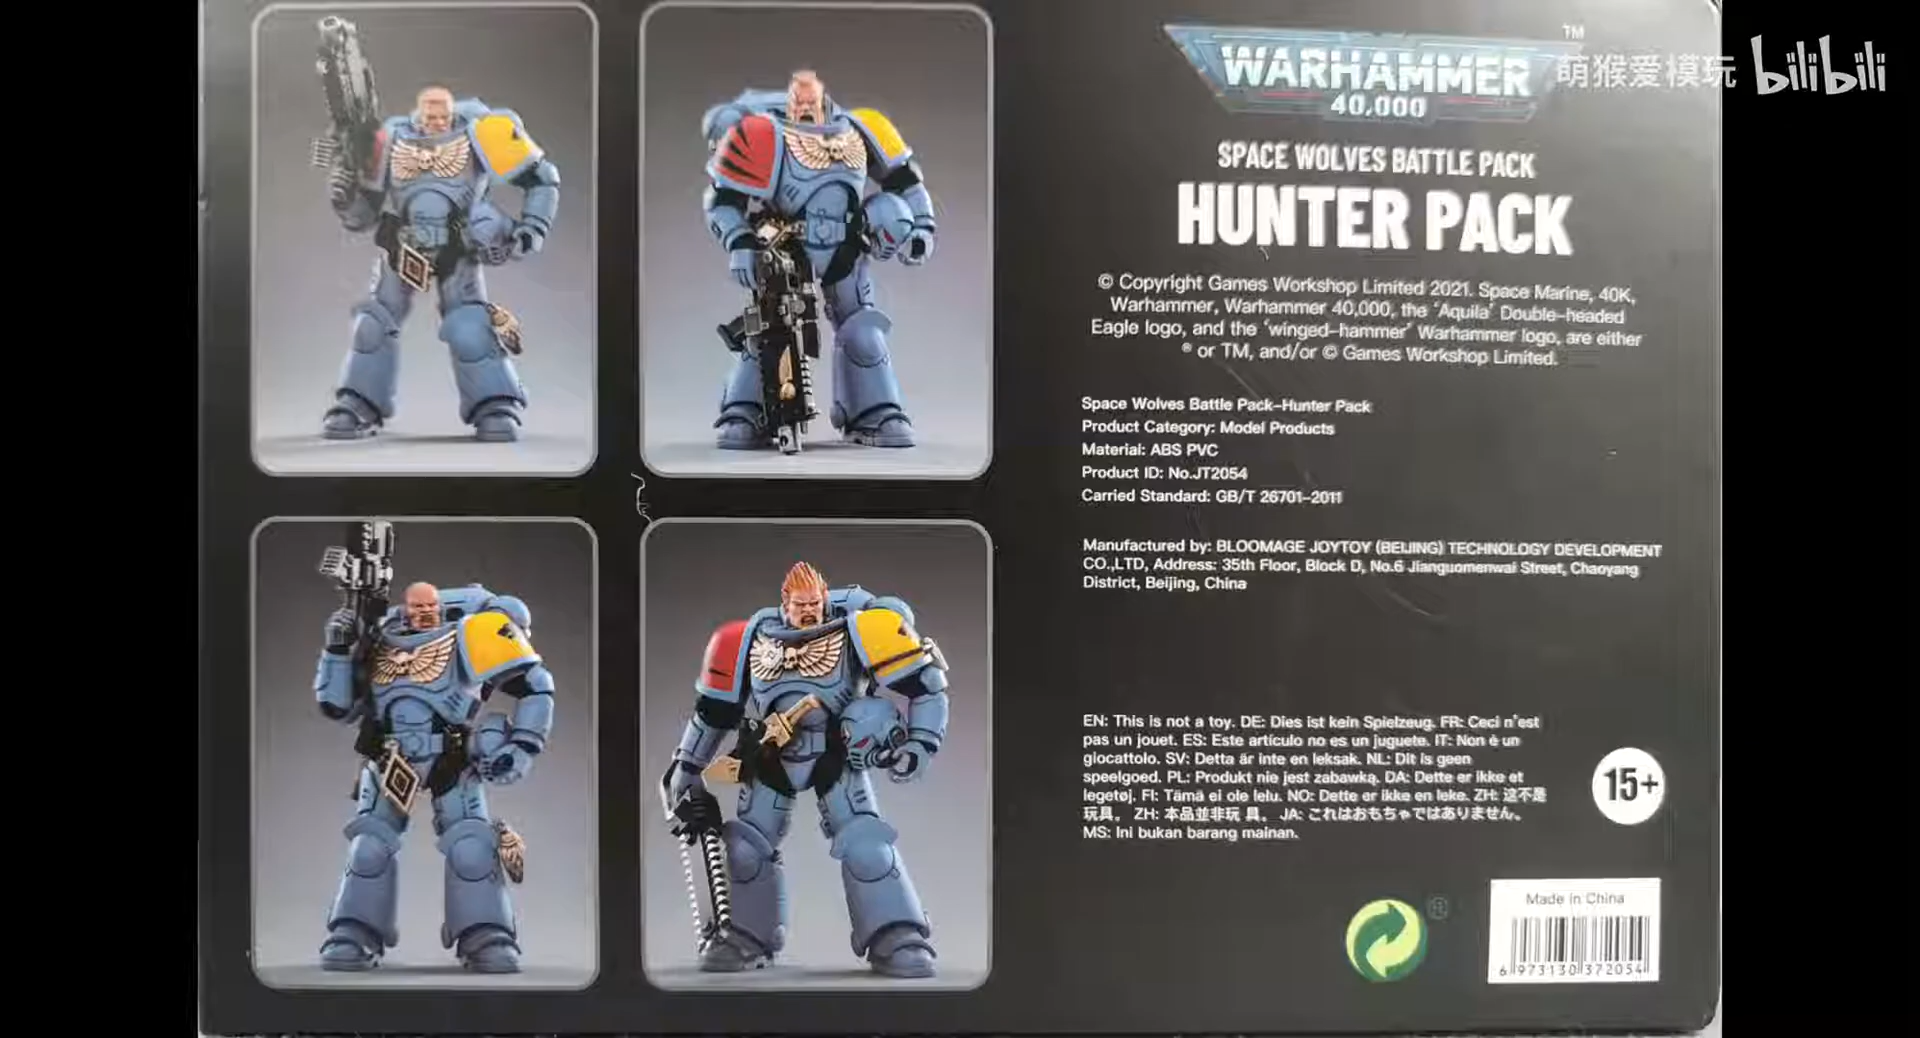 WARHAMMER
TM
40,000
萌猴爱模玩 bilibili
SPACE WOLVES BATTLE PACK
HUNTER PACK
© Copyright Games Workshop Limited 2021. Space Marine, 40K,
Warhammer, Warhammer 40,000, the ‘Aquila’ Double-headed
Eagle logo, and the ‘winged-hammer’ Warhammer logo, are either
® or TM, and/or © Games Workshop Limited.
Space Wolves Battle Pack-Hunter Pack
Product Category: Model Products
Material: ABS PVC
Product ID: No.JT2054
Carried Standard: GB/T 26701-2011
Manufactured by: BLOOMAGE JOYTOY (BEIJING) TECHNOLOGY DEVELOPMENT
CO.,LTD, Address: 35th Floor, Block D, No.6 Jianguomenwai Street, Chaoyang
District, Beijing, China
EN: This is not a toy. DE: Dies ist kein Spielzeug. FR: Ceci n'est
pas un jouet. ES: Este artículo no es un juguete. IT: Non è un
giocattolo. SV: Detta är inte en leksak. NL: Dit is geen
speelgoed. PL: Produkt nie jest zabawką. DA: Dette er ikke et
legetøj. FI: Tämä ei ole lelu. NO: Dette er ikke en leke. ZH: 这不是
玩具。 ZH: 本品並非玩 具。 JA: これはおもちゃではありません。
MS: Ini bukan barang mainan.
15+
®
Made in China
6 973130 372054